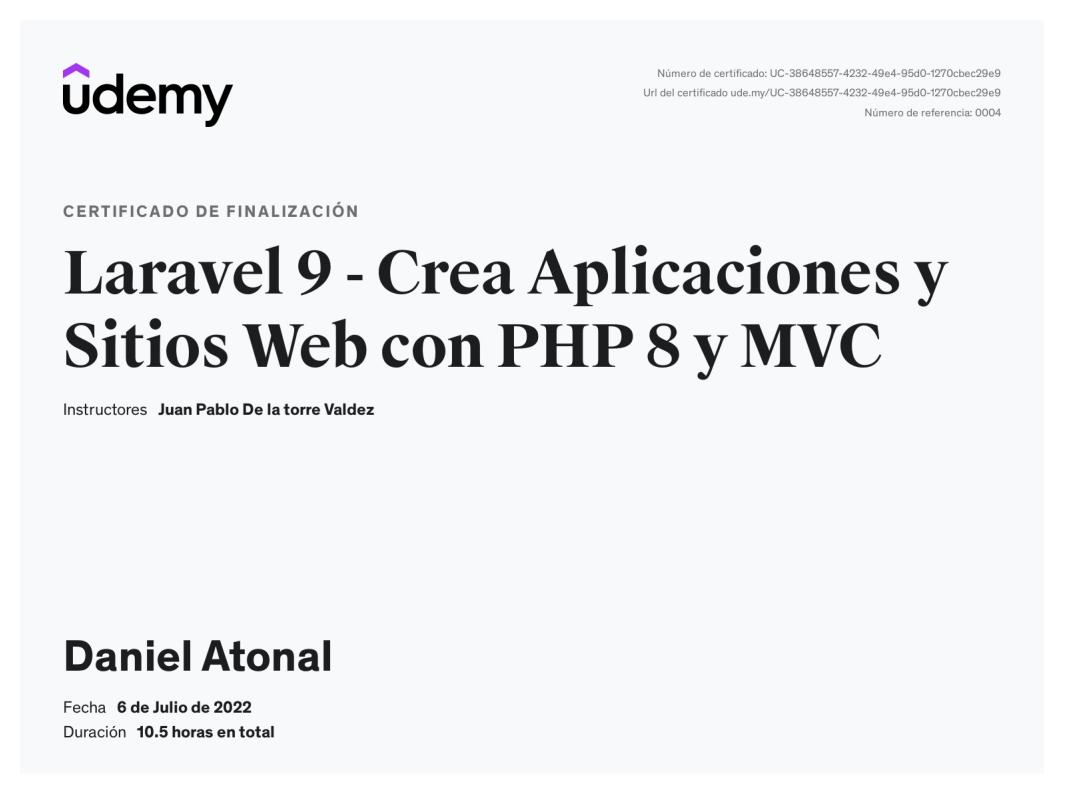 udemy
Número de certificado: UC-38648557-4232-49e4-95d0-1270cbec29e9
Url del certificado ude.my/UC-38648557-4232-49e4-95d0-1270cbec29e9
Número de referencia: 0004
CERTIFICADO DE FINALIZACIÓN
Laravel 9 - Crea Aplicaciones y
Sitios Web con PHP 8 y MVC
Instructores Juan Pablo De la torre Valdez
Daniel Atonal
Fecha 6 de Julio de 2022
Duración 10.5 horas en total